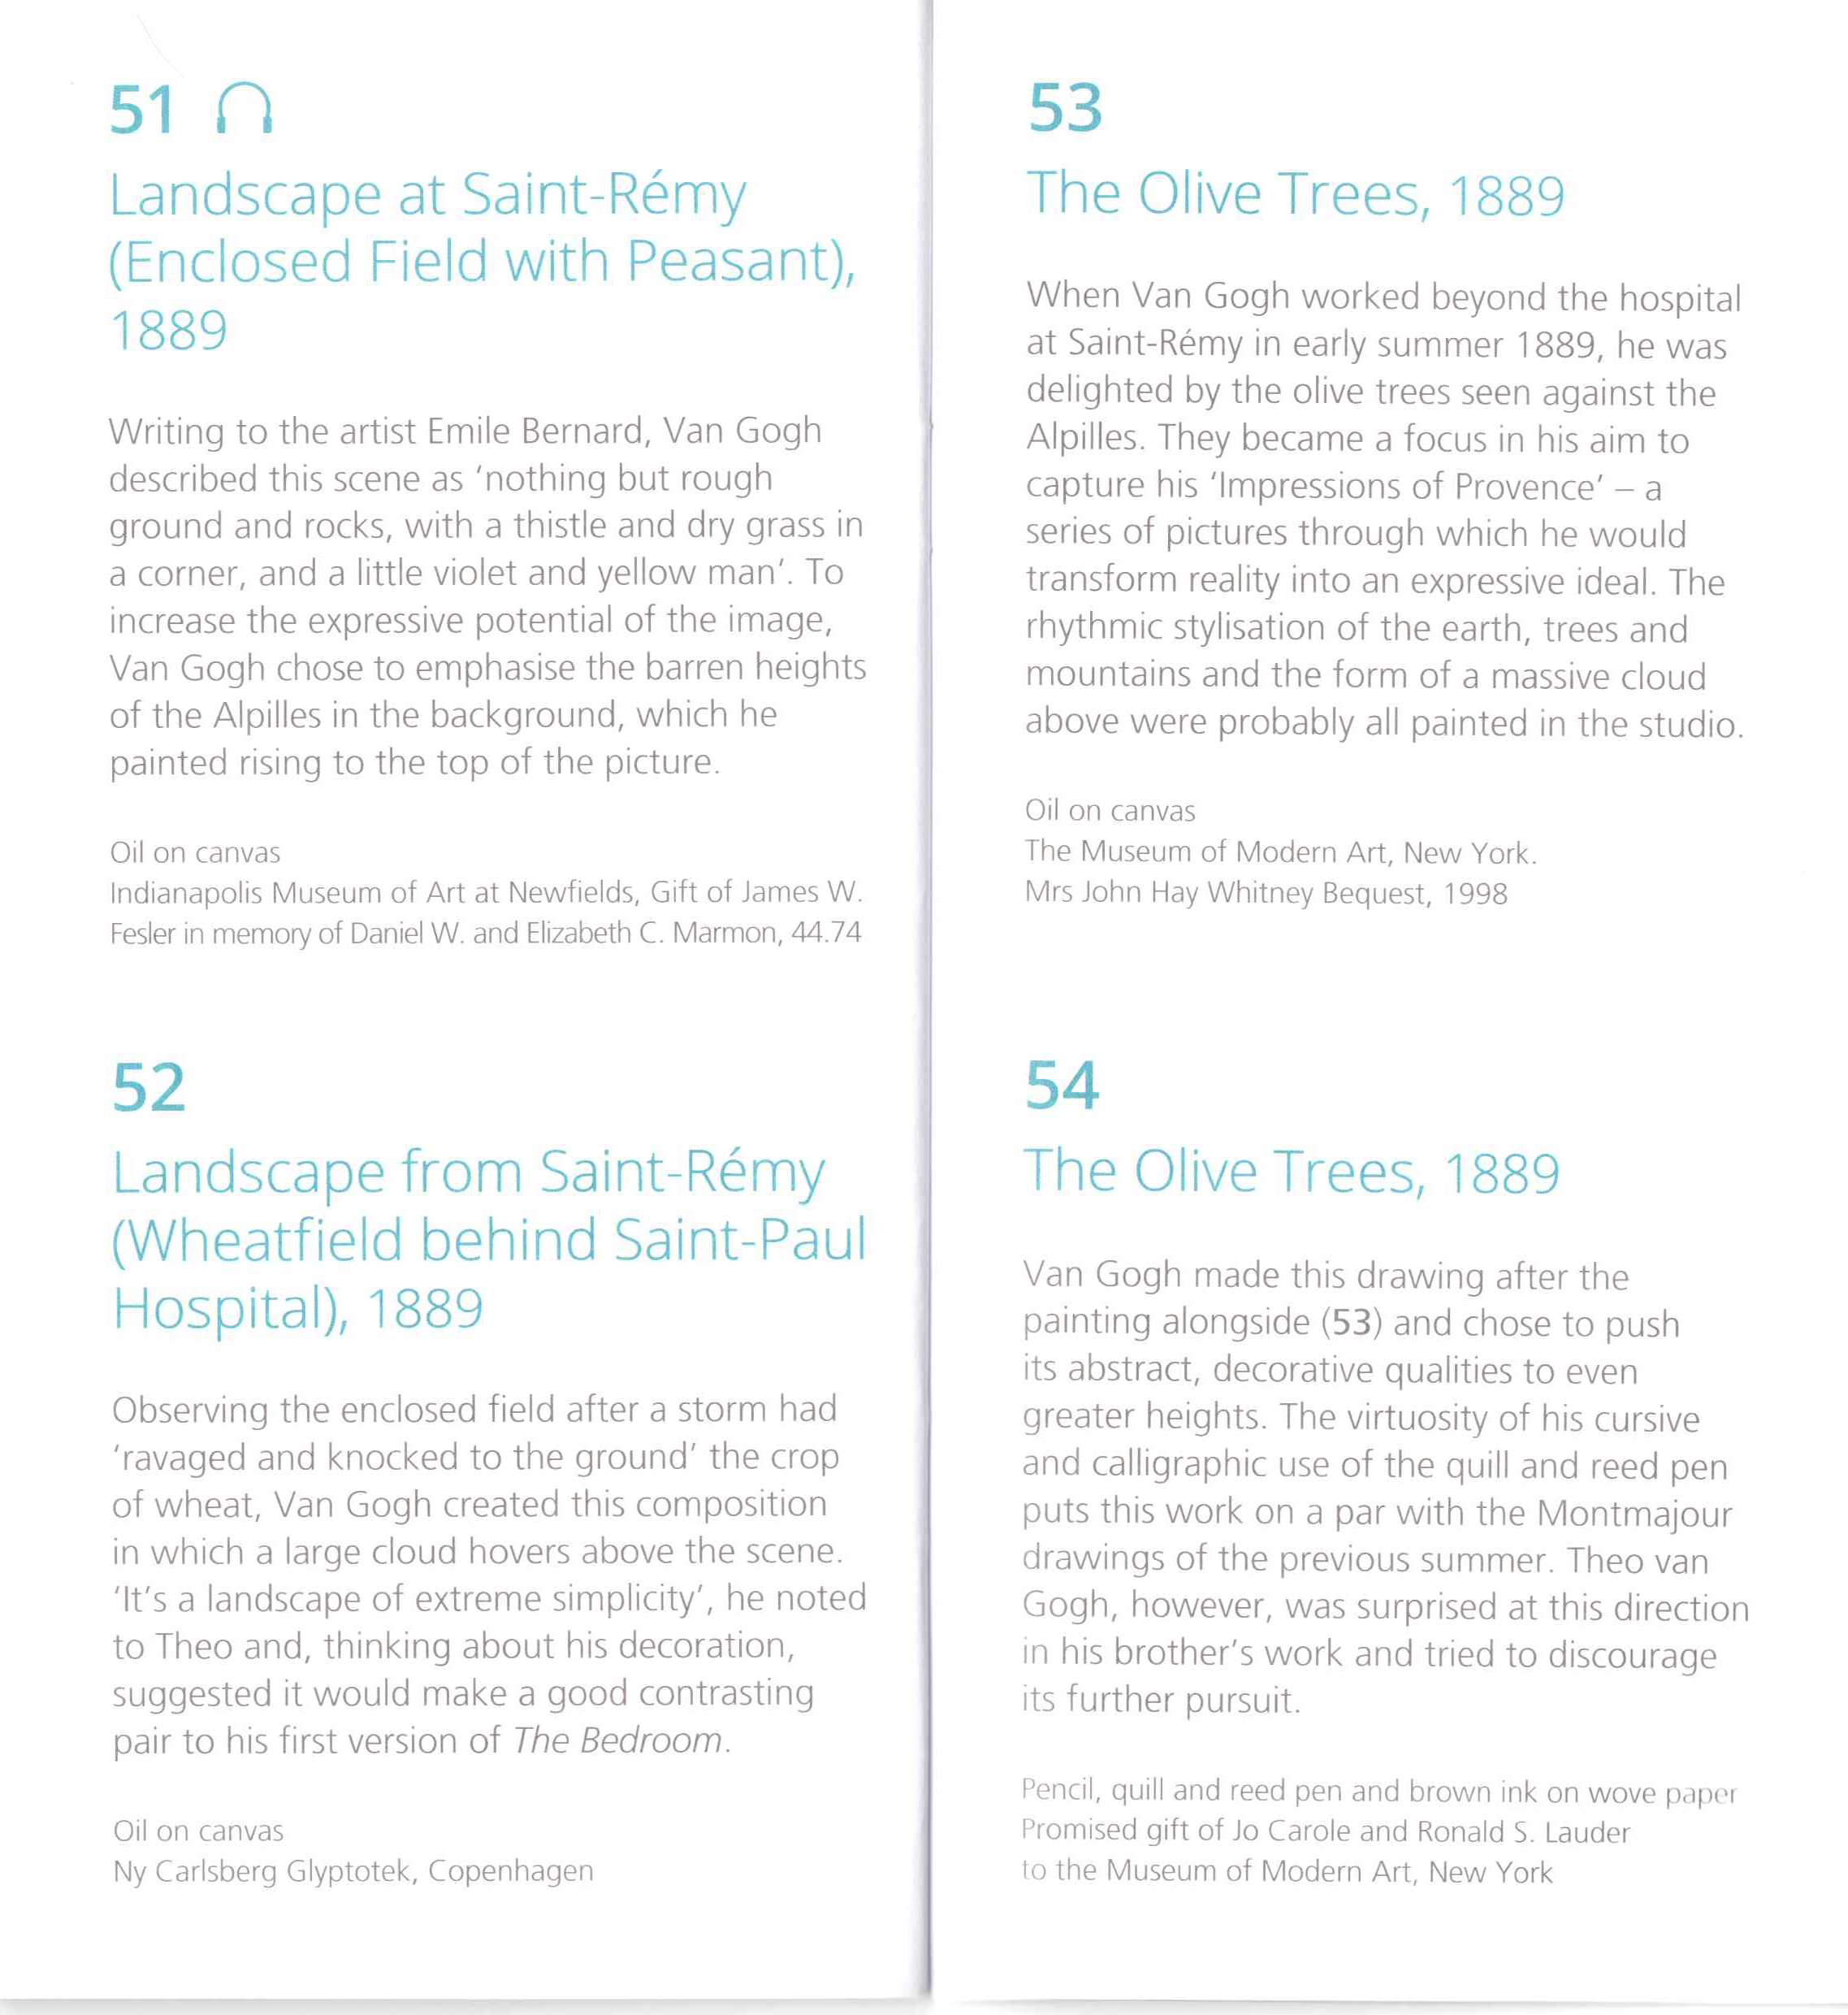 51
Landscape at Saint-Rémy
(Enclosed Field with Peasant),
1889
Writing to the artist Emile Bernard, Van Gogh
described this scene as ‘nothing but rough
ground and rocks, with a thistle and dry grass in
a corner, and a little violet and yellow man’. To
increase the expressive potential of the image,
Van Gogh chose to emphasise the barren heights
of the Alpilles in the background, which he
painted rising to the top of the picture.
Oil on canvas
Indianapolis Museum of Art at Newfields, Gift of James W.
Fesler in memory of Daniel W. and Elizabeth C. Marmon, 44.74
52
Landscape from Saint-Rémy
(Wheatfield behind Saint-Paul
Hospital), 1889
Observing the enclosed field after a storm had
‘ravaged and knocked to the ground’ the crop
of wheat, Van Gogh created this composition
in which a large cloud hovers above the scene.
‘It’s a landscape of extreme simplicity’, he noted
to Theo and, thinking about his decoration,
suggested it would make a good contrasting
pair to his first version of The Bedroom.
Oil on canvas
Ny Carlsberg Glyptotek, Copenhagen
53
The Olive Trees, 1889
When Van Gogh worked beyond the hospital
at Saint-Rémy in early summer 1889, he was
delighted by the olive trees seen against the
Alpilles. They became a focus in his aim to
capture his ‘Impressions of Provence’ – a
series of pictures through which he would
transform reality into an expressive ideal. The
rhythmic stylisation of the earth, trees and
mountains and the form of a massive cloud
above were probably all painted in the studio.
Oil on canvas
The Museum of Modern Art, New York.
Mrs John Hay Whitney Bequest, 1998
54
The Olive Trees, 1889
Van Gogh made this drawing after the
painting alongside (53) and chose to push
its abstract, decorative qualities to even
greater heights. The virtuosity of his cursive
and calligraphic use of the quill and reed pen
puts this work on a par with the Montmajour
drawings of the previous summer. Theo van
Gogh, however, was surprised at this direction
in his brother’s work and tried to discourage
its further pursuit.
Pencil, quill and reed pen and brown ink on wove paper
Promised gift of Jo Carole and Ronald S. Lauder
to the Museum of Modern Art, New York